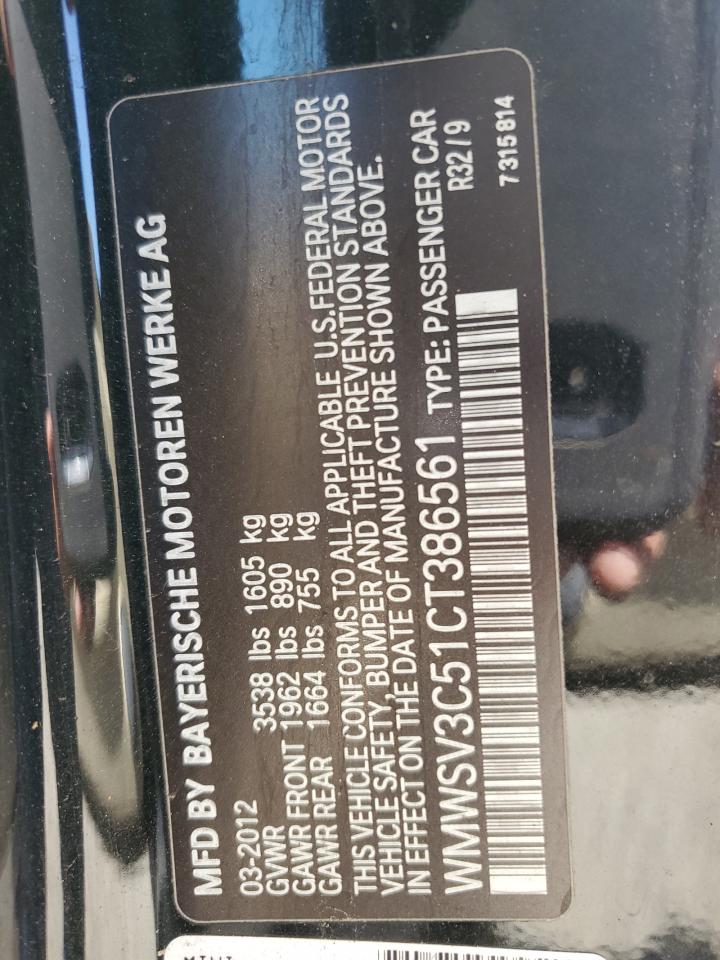 MFD BY BAYERISCHE MOTOREN WERKE AG
03-2012
GVWR 3538 lbs 1605 kg
GAWR FRONT 1962 lbs 890 kg
GAWR REAR 1664 lbs 755 kg
THIS VEHICLE CONFORMS TO ALL APPLICABLE U.S.FEDERAL MOTOR
VEHICLE SAFETY, BUMPER AND THEFT PREVENTION STANDARDS
IN EFFECT ON THE DATE OF MANUFACTURE SHOWN ABOVE.
WMWSV3C51CT386561 TYPE: PASSENGER CAR
R32/9
7315814